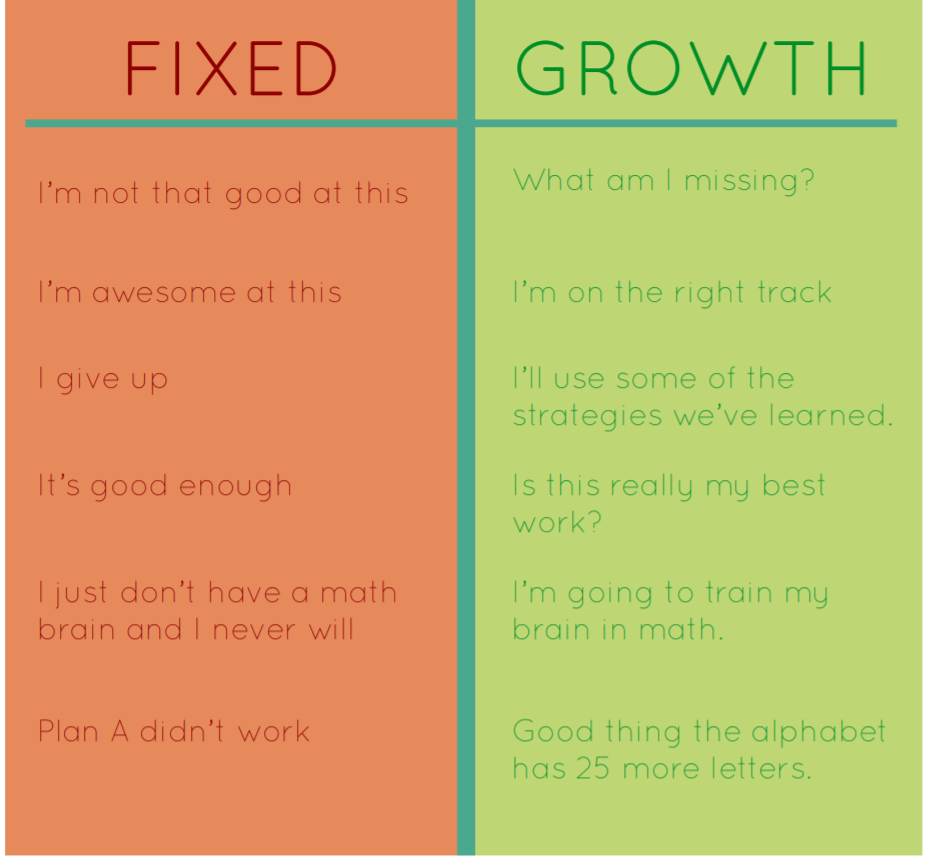 FIXED
GROWTH
I'm not that good at this
What am I missing?
I'm awesome at this
I'm on the right track
I give up
I'll use some of the
strategies we've learned.
It's good enough
Is this really my best
work?
I just don't have a math
brain and I never will
I'm going to train my
brain in math.
Plan A didn't work
Good thing the alphabet
has 25 more letters.